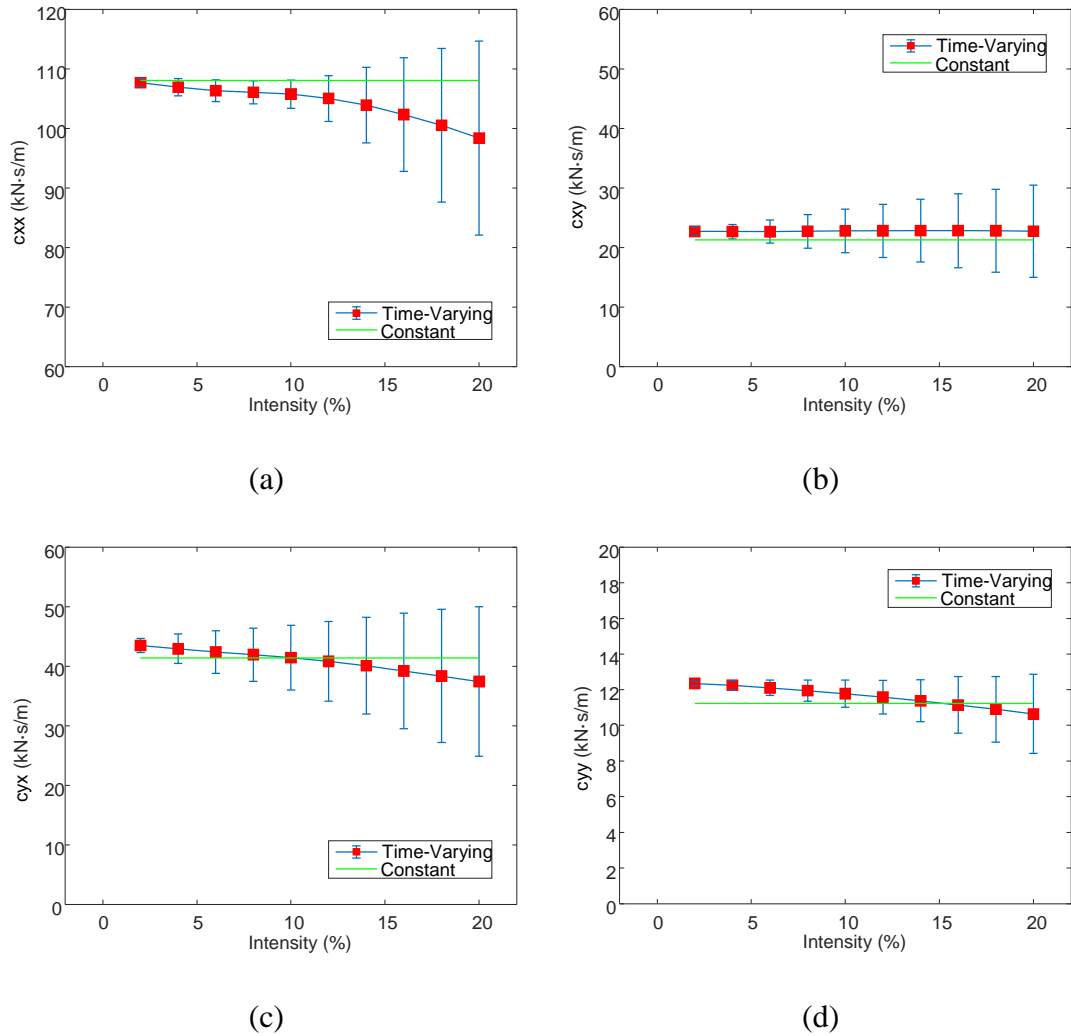 120
110
100
90
80
70
60
cxx (kN·s/m)
Time-Varying
Constant
0 5 10 15 20
Intensity (%)
(a)
60
50
40
30
20
10
0
cxy (kN·s/m)
Time-Varying
Constant
0 5 10 15 20
Intensity (%)
(b)
60
50
40
30
20
10
0
cyx (kN·s/m)
Time-Varying
Constant
0 5 10 15 20
Intensity (%)
(c)
20
18
16
14
12
10
8
6
4
2
0
cyy (kN·s/m)
Time-Varying
Constant
0 5 10 15 20
Intensity (%)
(d)